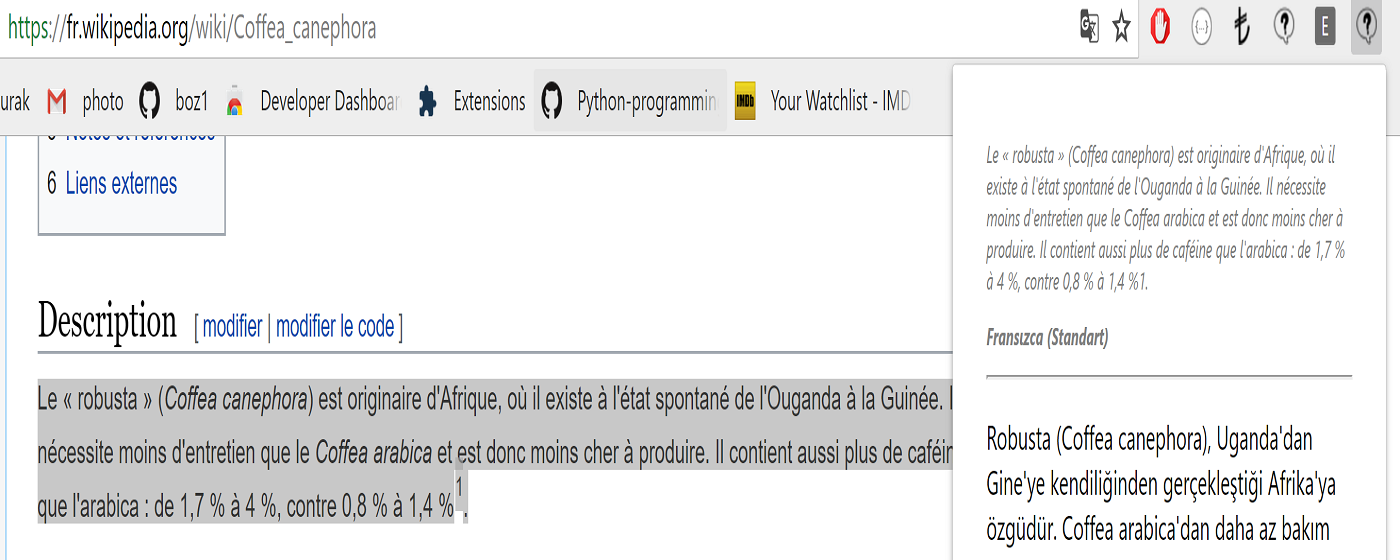 https://fr.wikipedia.org/wiki/Coffea_canephora
E
urak photo boz1 Developer Dashboar Extensions Python-programmin IMDb Your Watchlist - IMD
6 Liens externes
Description [ modifier | modifier le code ]
Le « robusta » (Coffea canephora) est originaire d'Afrique, où il existe à l'état spontané de l'Ouganda à la Guinée. I
nécessite moins d'entretien que le Coffea arabica et est donc moins cher à produire. Il contient aussi plus de caféin
que l'arabica : de 1,7 % à 4 %, contre 0,8 % à 1,4 %1.
Le « robusta » (Coffea canephora) est originaire d'Afrique, où il
existe à l'état spontané de l'Ouganda à la Guinée. Il nécessite
moins d'entretien que le Coffea arabica et est donc moins cher à
produire. Il contient aussi plus de caféine que l'arabica : de 1,7 %
à 4 %, contre 0,8 % à 1,4 %1.
Fransızca (Standart)
Robusta (Coffea canephora), Uganda'dan
Gine'ye kendiliğinden gerçekleştiği Afrika'ya
özgüdür. Coffea arabica'dan daha az bakım